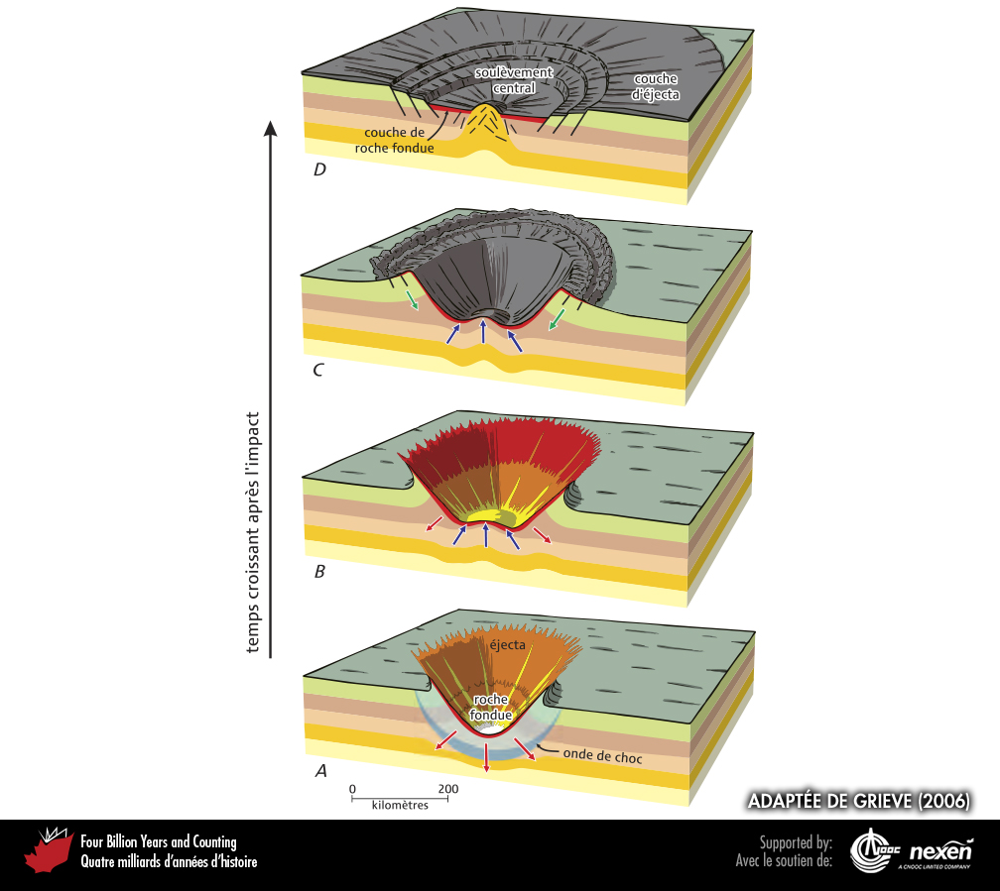 soulèvement
central
couche
d'éjecta
couche de
roche fondue
D
C
temps croissant après l'impact
B
éjecta
roche
fondue
onde de choc
A
0 200
kilomètres
ADAPTÉE DE GRIEVE (2006)
Four Billion Years and Counting
Quatre milliards d'années d'histoire
Supported by:
Avec le soutien de:
CNOOC
nexen
A CNOOC LIMITED COMPANY